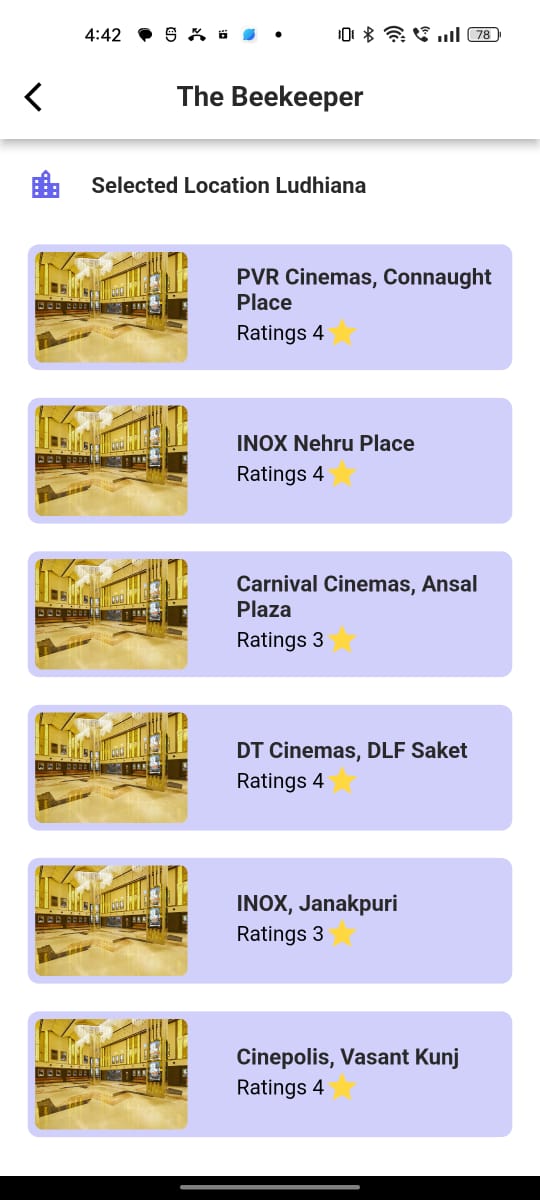 4:42
78
The Beekeeper
Selected Location Ludhiana
PVR Cinemas, Connaught
Place
Ratings 4
INOX Nehru Place
Ratings 4
Carnival Cinemas, Ansal
Plaza
Ratings 3
DT Cinemas, DLF Saket
Ratings 4
INOX, Janakpuri
Ratings 3
Cinepolis, Vasant Kunj
Ratings 4